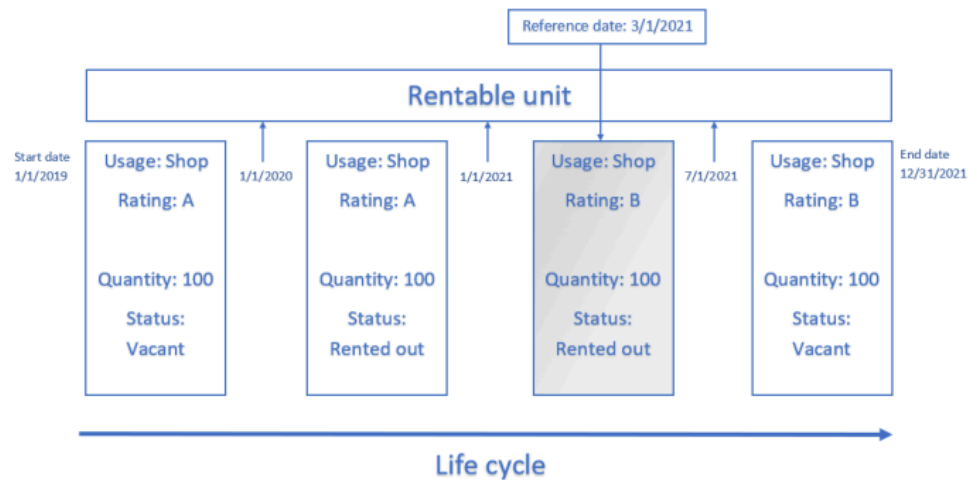 Reference date: 3/1/2021
Rentable unit
Start date
1/1/2019
Usage: Shop
Rating: A
Quantity: 100
Status:
Vacant
1/1/2020
Usage: Shop
Rating: A
Quantity: 100
Status:
Rented out
1/1/2021
Usage: Shop
Rating: B
Quantity: 100
Status:
Rented out
7/1/2021
Usage: Shop
Rating: B
Quantity: 100
Status:
Vacant
End date
12/31/2021
Life cycle